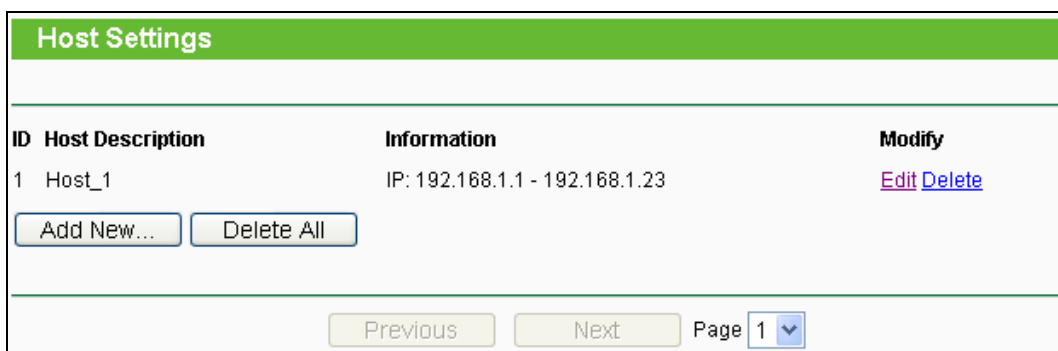 Host Settings
ID Host Description Information Modify
1 Host_1 IP: 192.168.1.1 - 192.168.1.23 Edit Delete
Add New... Delete All
Previous Next Page 1